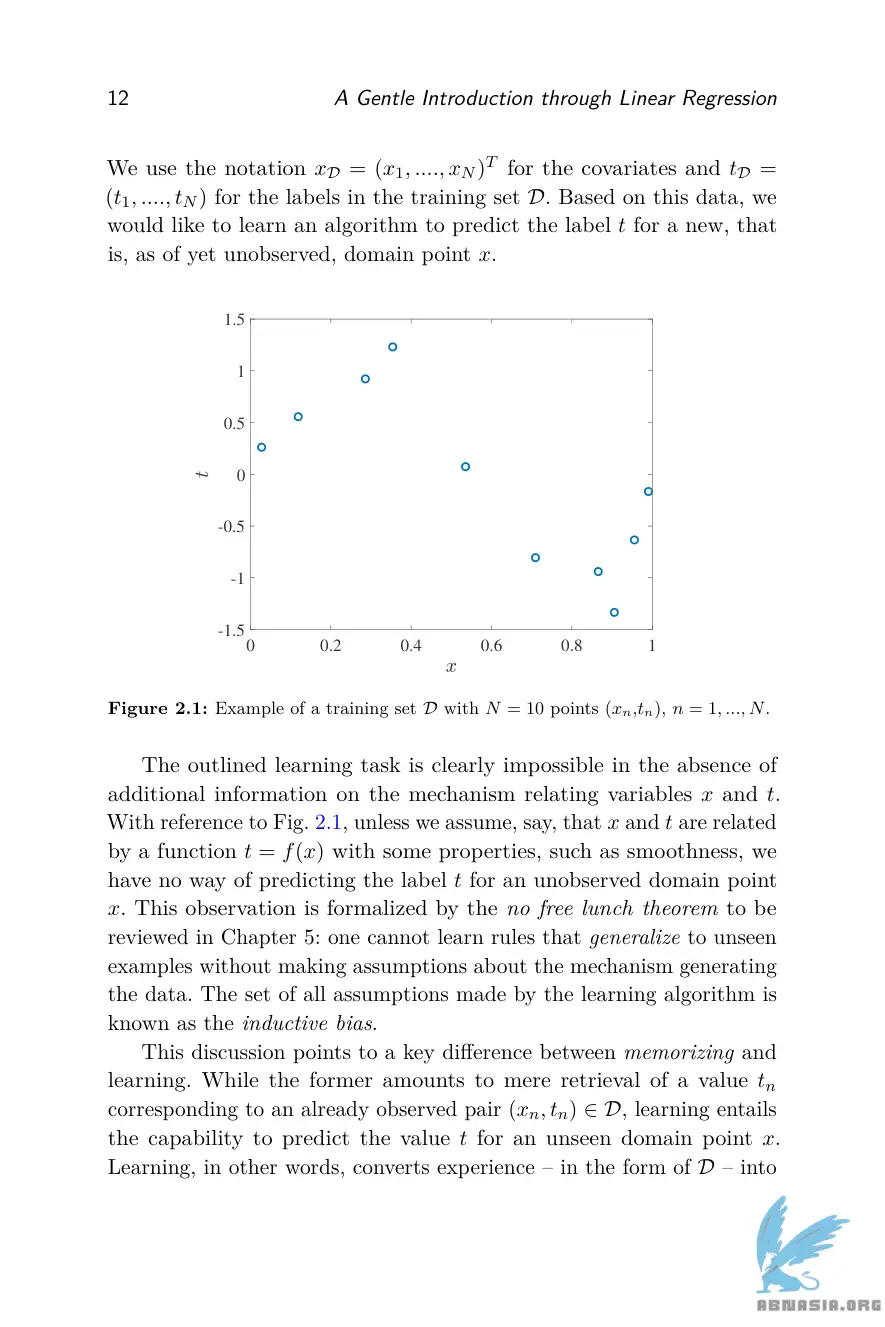 12 A Gentle Introduction through Linear Regression
We use the notation x_𝒟 = (x_1, ...., x_N)^T for the covariates and t_𝒟 =
(t_1, ...., t_N) for the labels in the training set 𝒟. Based on this data, we
would like to learn an algorithm to predict the label t for a new, that
is, as of yet unobserved, domain point x.
1.5
1
0.5
0
-0.5
-1
-1.5
t
0 0.2 0.4 0.6 0.8 1
x
Figure 2.1: Example of a training set 𝒟 with N = 10 points (x_n,t_n), n = 1, ..., N.
The outlined learning task is clearly impossible in the absence of
additional information on the mechanism relating variables x and t.
With reference to Fig. 2.1, unless we assume, say, that x and t are related
by a function t = f(x) with some properties, such as smoothness, we
have no way of predicting the label t for an unobserved domain point
x. This observation is formalized by the no free lunch theorem to be
reviewed in Chapter 5: one cannot learn rules that generalize to unseen
examples without making assumptions about the mechanism generating
the data. The set of all assumptions made by the learning algorithm is
known as the inductive bias.
This discussion points to a key difference between memorizing and
learning. While the former amounts to mere retrieval of a value t_n
corresponding to an already observed pair (x_n, t_n) ∈ 𝒟, learning entails
the capability to predict the value t for an unseen domain point x.
Learning, in other words, converts experience – in the form of 𝒟 – into
ABNASIA.ORG